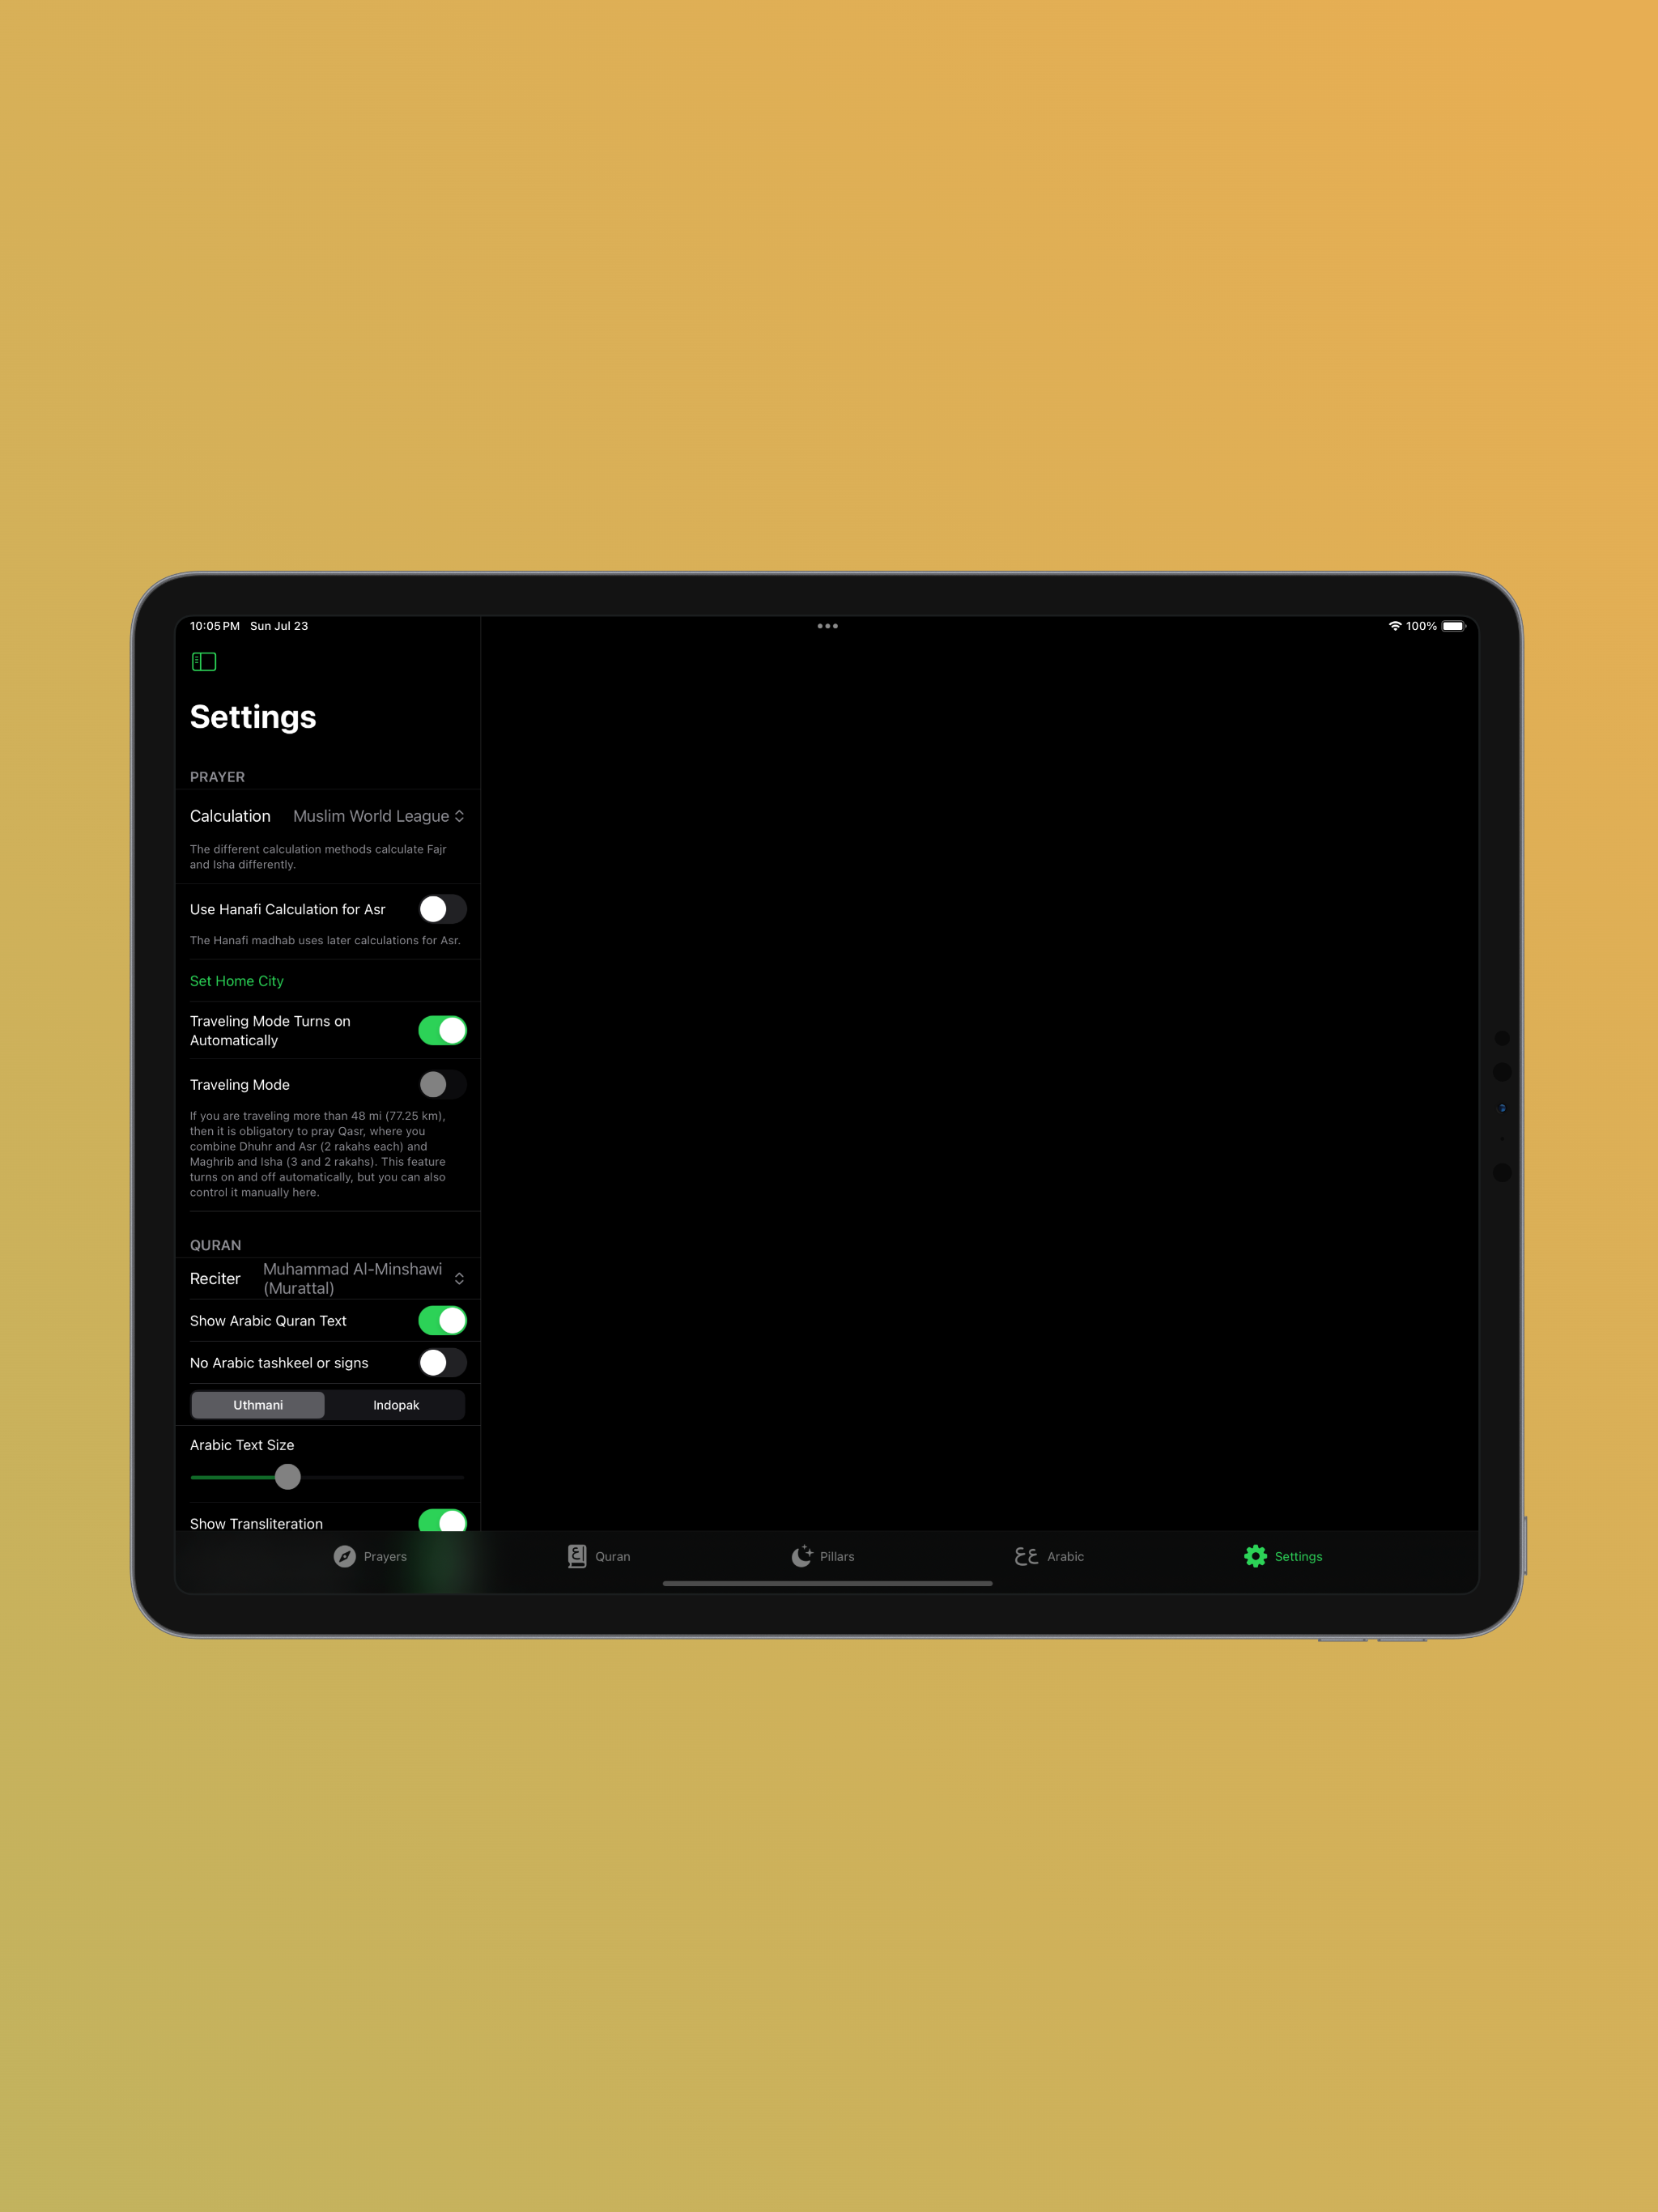 10:05 PM Sun Jul 23
100%
Settings
PRAYER
Calculation Muslim World League
The different calculation methods calculate Fajr
and Isha differently.
Use Hanafi Calculation for Asr
The Hanafi madhab uses later calculations for Asr.
Set Home City
Traveling Mode Turns on
Automatically
Traveling Mode
If you are traveling more than 48 mi (77.25 km),
then it is obligatory to pray Qasr, where you
combine Dhuhr and Asr (2 rakahs each) and
Maghrib and Isha (3 and 2 rakahs). This feature
turns on and off automatically, but you can also
control it manually here.
QURAN
Reciter Muhammad Al-Minshawi
(Murattal)
Show Arabic Quran Text
No Arabic tashkeel or signs
Uthmani Indopak
Arabic Text Size
Show Transliteration
Prayers ع Quran Pillars عع Arabic Settings